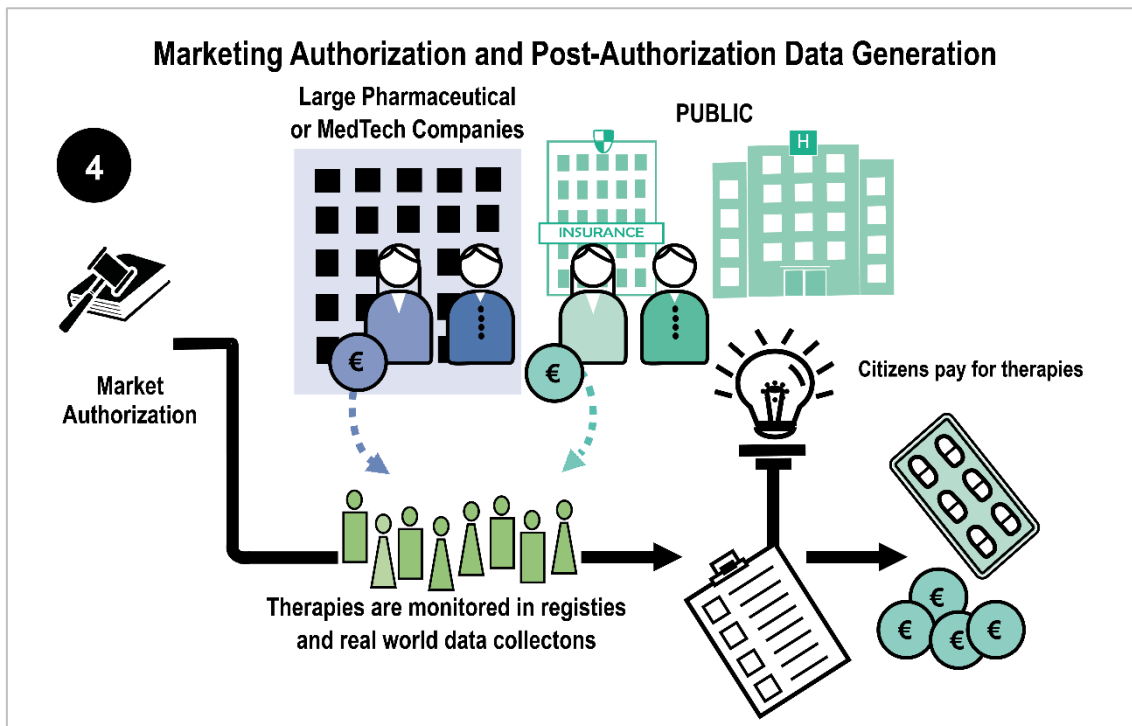 Marketing Authorization and Post-Authorization Data Generation
Large Pharmaceutical
or MedTech Companies
PUBLIC
4
H
INSURANCE
€
€
Market
Authorization
Citizens pay for therapies
Therapies are monitored in registies
and real world data collectons
€
€
€
€